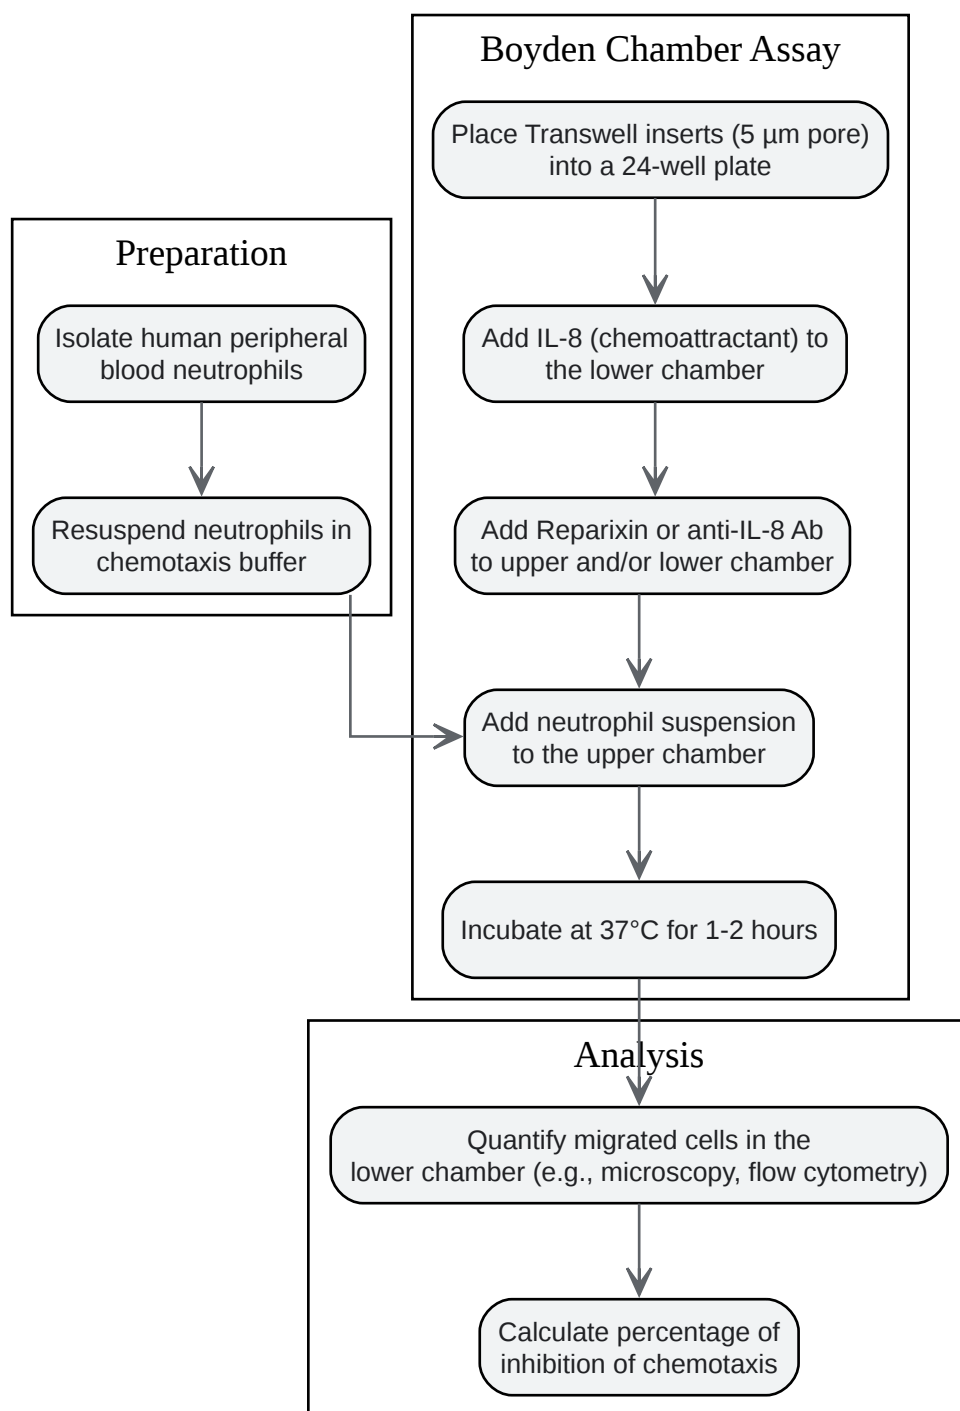 Boyden Chamber Assay
Place Transwell inserts (5 µm pore)
into a 24-well plate
Preparation
Isolate human peripheral
blood neutrophils
Add IL-8 (chemoattractant) to
the lower chamber
Resuspend neutrophils in
chemotaxis buffer
Add Reparixin or anti-IL-8 Ab
to upper and/or lower chamber
Add neutrophil suspension
to the upper chamber
Incubate at 37°C for 1-2 hours
Analysis
Quantify migrated cells in the
lower chamber (e.g., microscopy, flow cytometry)
Calculate percentage of
inhibition of chemotaxis